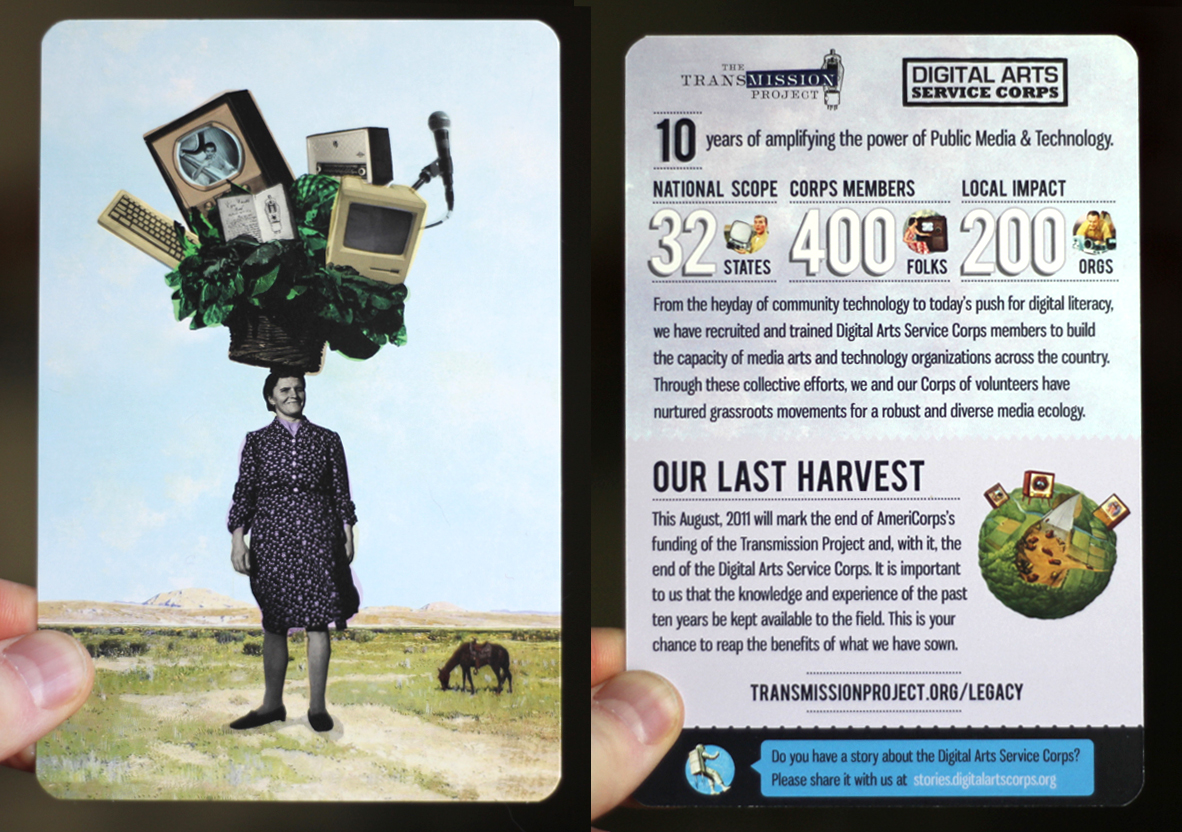 THE
TRANSMISSION
PROJECT
DIGITAL ARTS
SERVICE CORPS
10 years of amplifying the power of Public Media & Technology.
NATIONAL SCOPE
32 STATES
CORPS MEMBERS
400 FOLKS
LOCAL IMPACT
200 ORGS
From the heyday of community technology to today's push for digital literacy,
we have recruited and trained Digital Arts Service Corps members to build
the capacity of media arts and technology organizations across the country.
Through these collective efforts, we and our Corps of volunteers have
nurtured grassroots movements for a robust and diverse media ecology.
OUR LAST HARVEST
This August, 2011 will mark the end of AmeriCorps's
funding of the Transmission Project and, with it, the
end of the Digital Arts Service Corps. It is important
to us that the knowledge and experience of the past
ten years be kept available to the field. This is your
chance to reap the benefits of what we have sown.
TRANSMISSIONPROJECT.ORG/LEGACY
Do you have a story about the Digital Arts Service Corps?
Please share it with us at stories.digitalartscorps.org